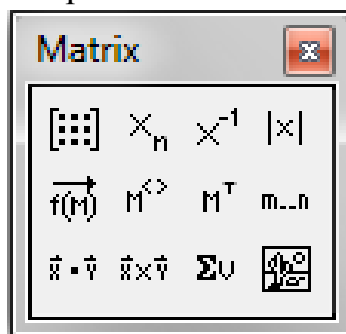 Matrix
[:::] Xₙ X⁻¹ |X|
f(M) M<> Mᵀ m..n
x̄ • ȳ x̄ × ȳ ΣU